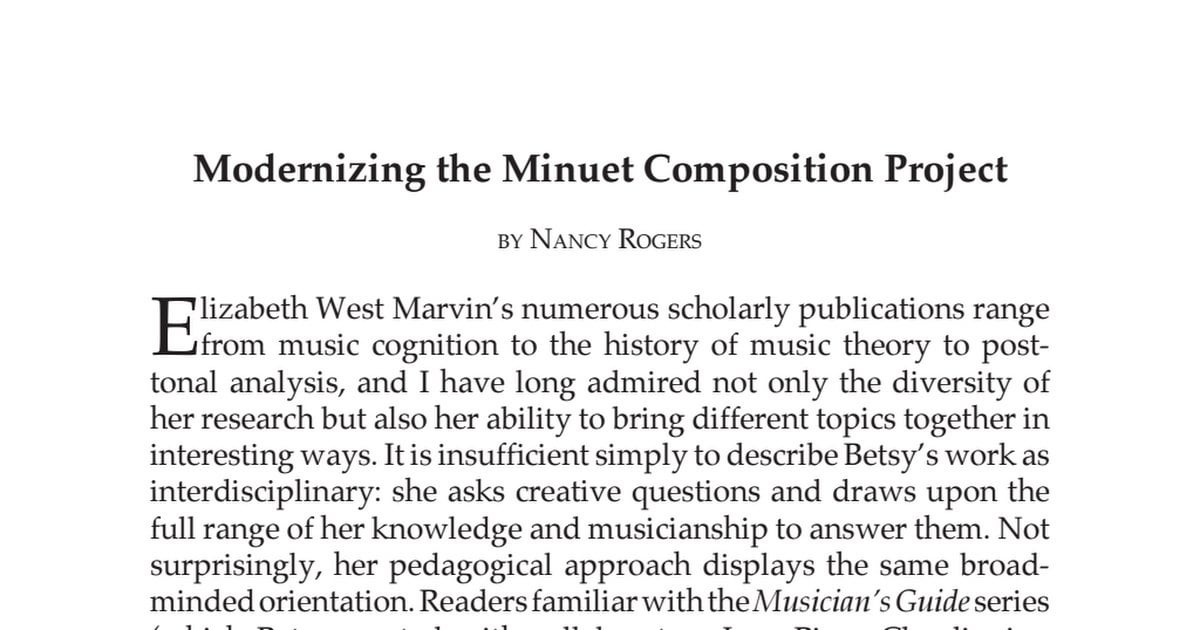 Modernizing the Minuet Composition Project
by Nancy Rogers
Elizabeth West Marvin’s numerous scholarly publications range
from music cognition to the history of music theory to post-
tonal analysis, and I have long admired not only the diversity of
her research but also her ability to bring different topics together in
interesting ways. It is insufficient simply to describe Betsy’s work as
interdisciplinary: she asks creative questions and draws upon the
full range of her knowledge and musicianship to answer them. Not
surprisingly, her pedagogical approach displays the same broad-
minded orientation. Readers familiar with the Musician’s Guide series